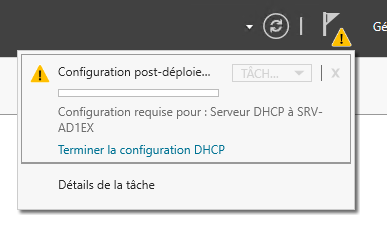 Gé
Configuration post-déploie...
TÂCH...
X
Configuration requise pour : Serveur DHCP à SRV-
AD1EX
Terminer la configuration DHCP
Détails de la tâche